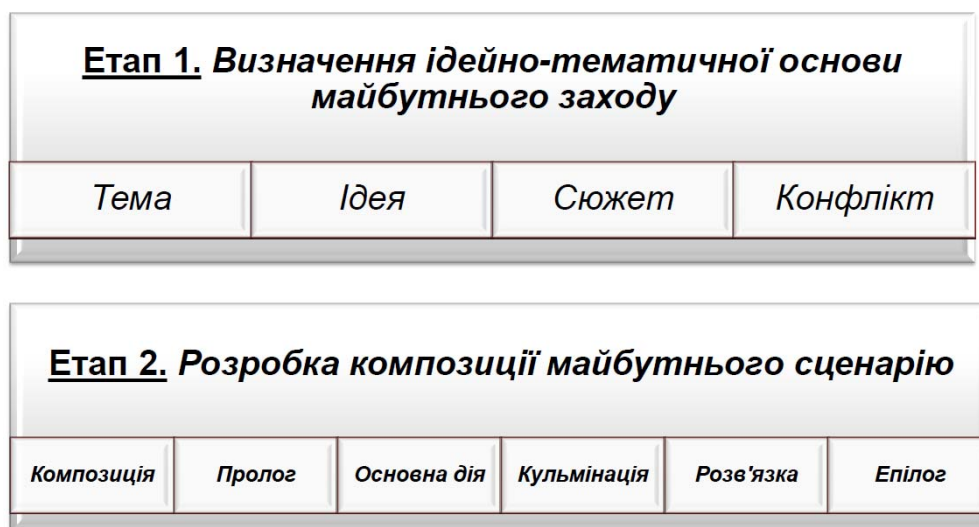 Етап 1. Визначення ідейно-тематичної основи
майбутнього заходу
Тема Ідея Сюжет Конфлікт
Етап 2. Розробка композиції майбутнього сценарію
Композиція Пролог Основна дія Кульмінація Розв'язка Епілог